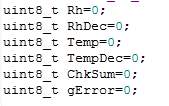 uint8_t Rh=0;
uint8_t RhDec=0;
uint8_t Temp=0;
uint8_t TempDec=0;
uint8_t ChkSum=0;
uint8_t gError=0;